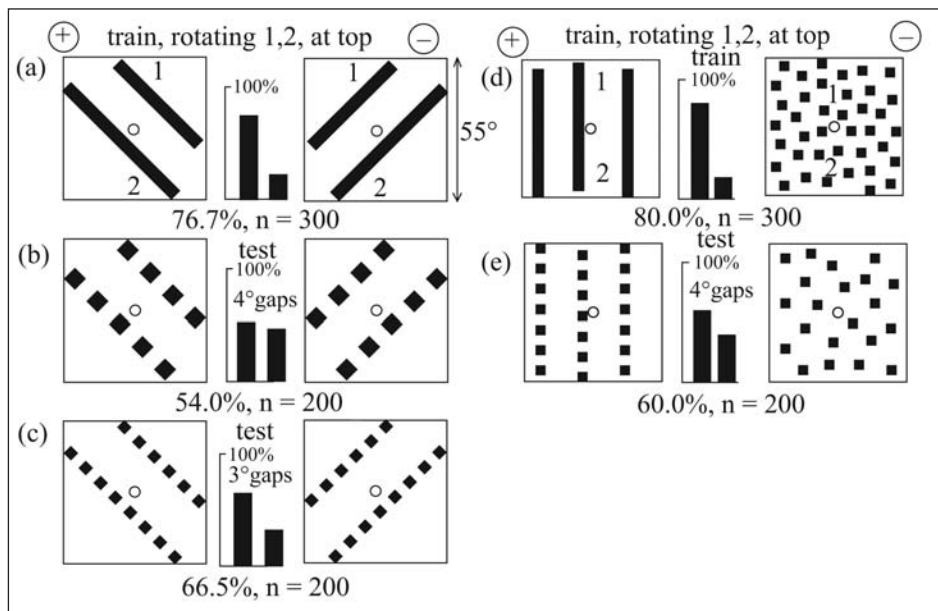 + train, rotating 1,2, at top −
(a)
1
2
100%
1
2
55°
76.7%, n = 300
(b)
test
100%
4°gaps
54.0%, n = 200
(c)
test
100%
3°gaps
66.5%, n = 200
+ train, rotating 1,2, at top −
(d)
1
2
train
100%
1
2
80.0%, n = 300
(e)
test
100%
4°gaps
60.0%, n = 200